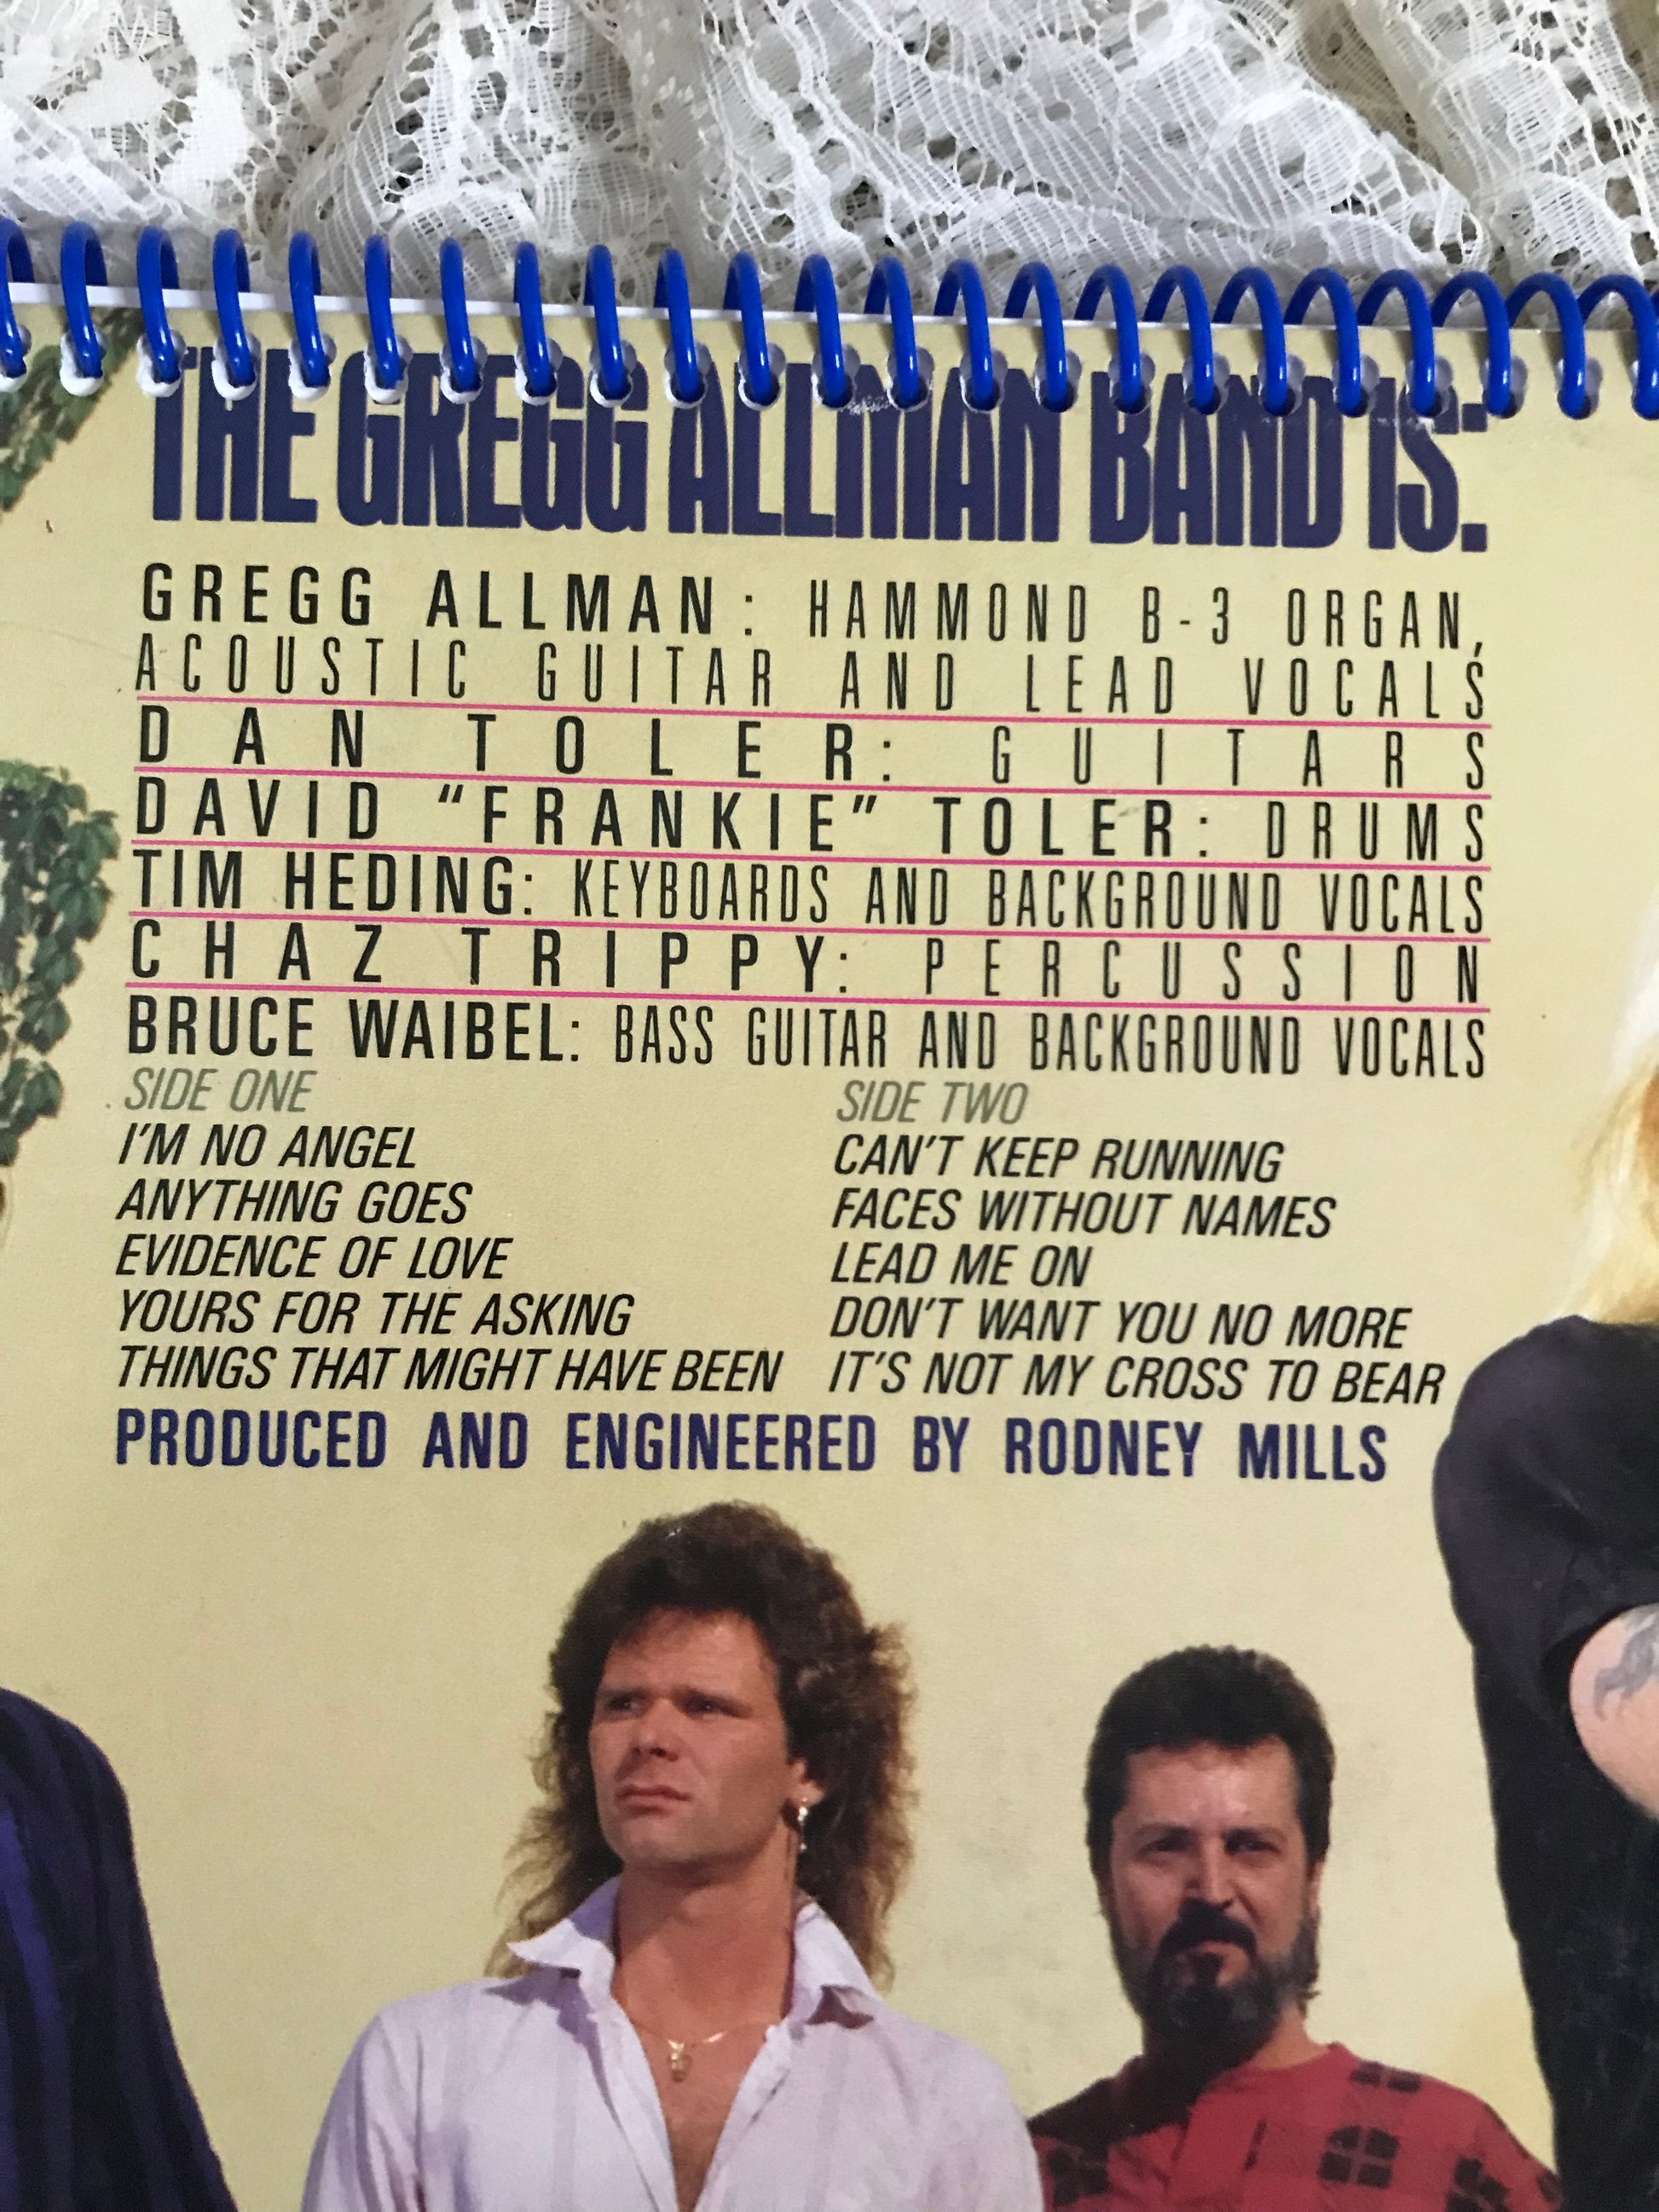 THE GREGG ALLMAN BAND IS:
GREGG ALLMAN: HAMMOND B-3 ORGAN,
ACOUSTIC GUITAR AND LEAD VOCALS
DAN TOLER: GUITARS
DAVID “FRANKIE” TOLER: DRUMS
TIM HEDING: KEYBOARDS AND BACKGROUND VOCALS
CHAZ TRIPPY: PERCUSSION
BRUCE WAIBEL: BASS GUITAR AND BACKGROUND VOCALS
SIDE ONE
I'M NO ANGEL
ANYTHING GOES
EVIDENCE OF LOVE
YOURS FOR THE ASKING
THINGS THAT MIGHT HAVE BEEN
SIDE TWO
CAN'T KEEP RUNNING
FACES WITHOUT NAMES
LEAD ME ON
DON'T WANT YOU NO MORE
IT'S NOT MY CROSS TO BEAR
PRODUCED AND ENGINEERED BY RODNEY MILLS